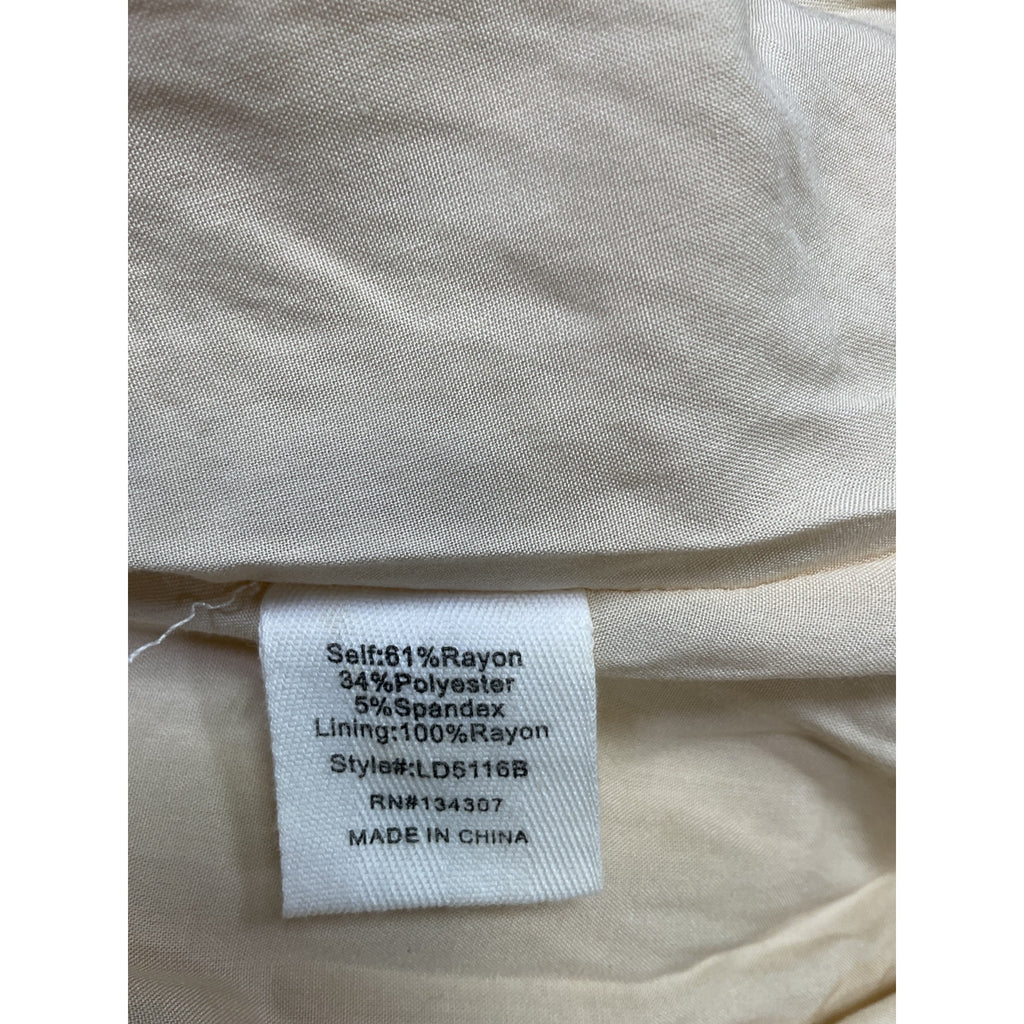 Self:61%Rayon
34%Polyester
5%Spandex
Lining:100%Rayon
Style#:LD5116B
RN#134307
MADE IN CHINA